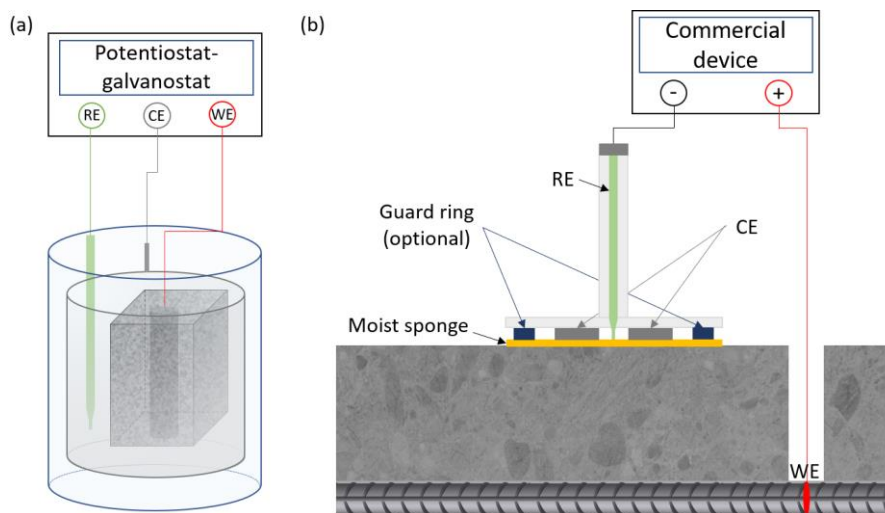 (a)
Potentiostat-
galvanostat
RE
CE
WE
(b)
Commercial
device
-
+
RE
Guard ring
(optional)
CE
Moist sponge
WE